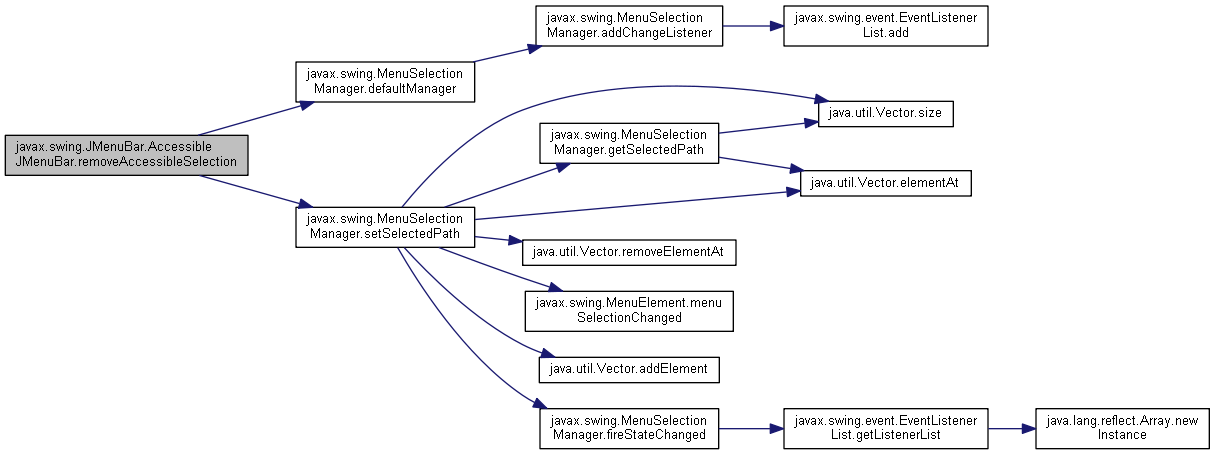 javax.swing.MenuSelection
Manager.addChangeListener
javax.swing.event.EventListener
List.add
javax.swing.MenuSelection
Manager.defaultManager
java.util.Vector.size
javax.swing.JMenuBar.Accessible
JMenuBar.removeAccessibleSelection
javax.swing.MenuSelection
Manager.getSelectedPath
java.util.Vector.elementAt
javax.swing.MenuSelection
Manager.setSelectedPath
java.util.Vector.removeElementAt
javax.swing.MenuElement.menu
SelectionChanged
java.util.Vector.addElement
javax.swing.MenuSelection
Manager.fireStateChanged
javax.swing.event.EventListener
List.getListenerList
java.lang.reflect.Array.new
Instance